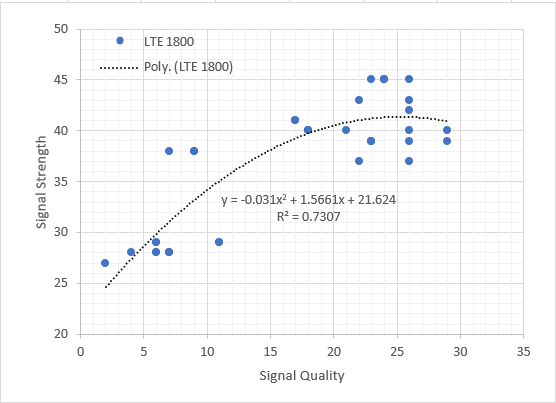 50
LTE 1800
Poly. (LTE 1800)
45
40
35
30
25
20
Signal Strength
y = -0.031x² + 1.5661x + 21.624
R² = 0.7307
0 5 10 15 20 25 30 35
Signal Quality